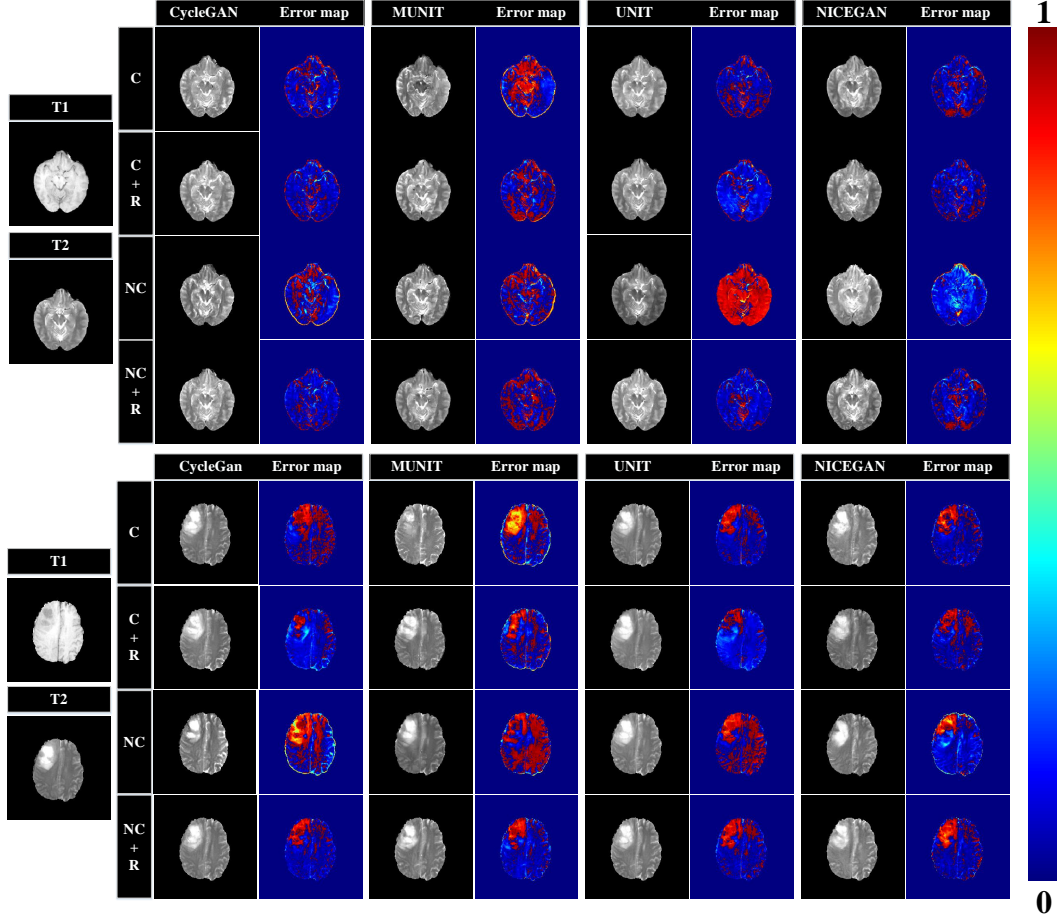 CycleGAN Error map MUNIT Error map UNIT Error map NICEGAN Error map
1
C
T1
C
+
R
T2
NC
NC
+
R
CycleGan Error map MUNIT Error map UNIT Error map NICEGAN Error map
C
T1
C
+
R
T2
NC
NC
+
R
0